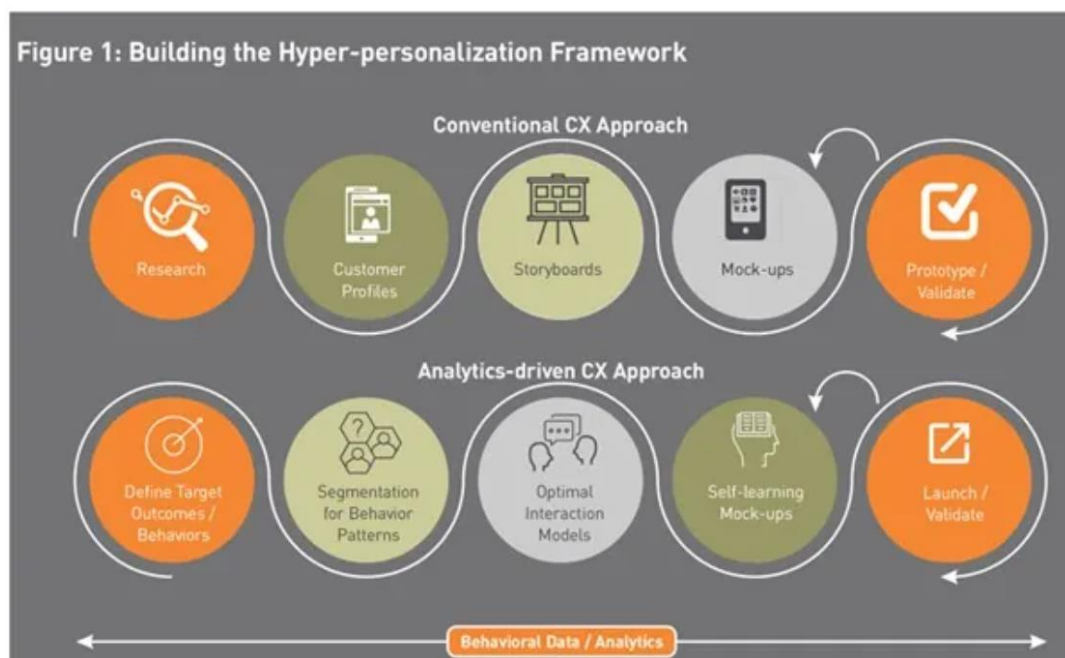 Figure 1: Building the Hyper-personalization Framework
Conventional CX Approach
Research
Customer
Profiles
Storyboards
Mock-ups
Prototype /
Validate
Analytics-driven CX Approach
?
Define Target
Outcomes /
Behaviors
Segmentation
for Behavior
Patterns
Optimal
Interaction
Models
Self-learning
Mock-ups
Launch /
Validate
Behavioral Data / Analytics